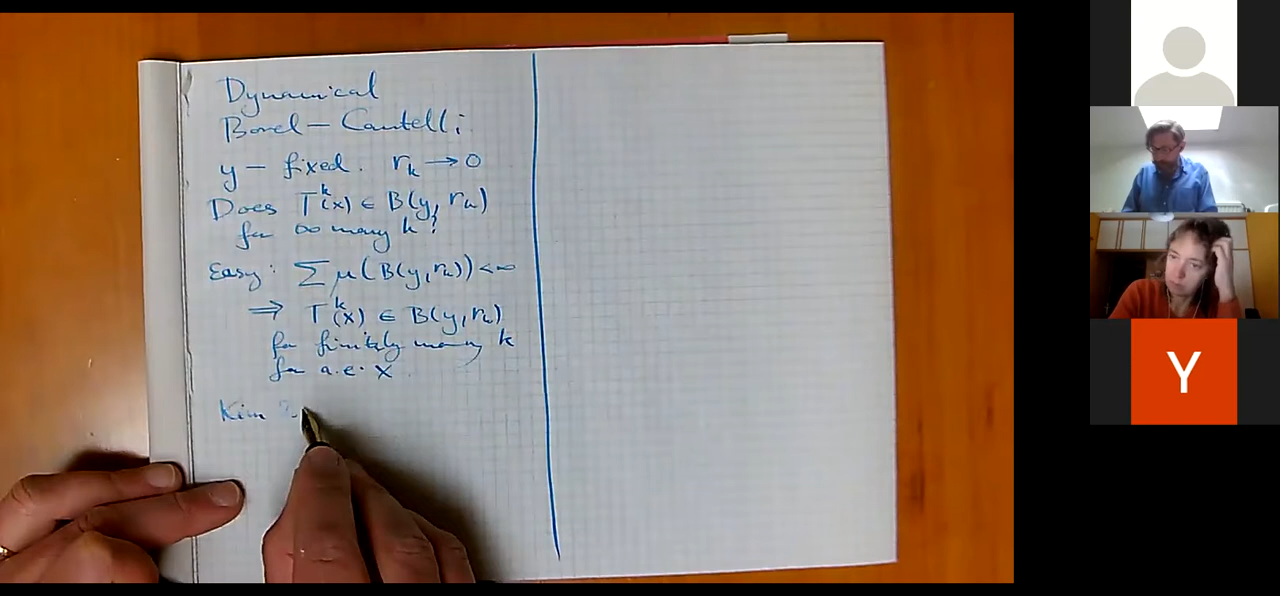 Dynamical
Borel-Cantelli
y - fixed. r_k → 0
Does T^k(x) ∈ B(y, r_k)
for ∞ many k?
Easy: ∑ μ(B(y, r_k)) < ∞
⇒ T^k(x) ∈ B(y, r_k)
for finitely many k
for a.e. x.
Kim
Y